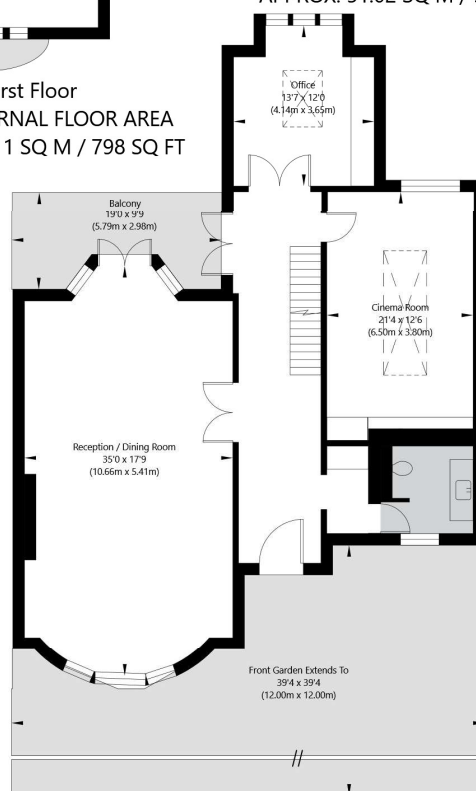 APPROX. 91.62 SQ M /
rst Floor
RNAL FLOOR AREA
1 SQ M / 798 SQ FT
Office
13'7 x 12'0
(4.14m x 3.65m)
Balcony
19'0 x 9'9
(5.79m x 2.98m)
Cinema Room
21'4 x 12'6
(6.50m x 3.80m)
Reception / Dining Room
35'0 x 17'9
(10.66m x 5.41m)
Front Garden Extends To
39'4 x 39'4
(12.00m x 12.00m)
//